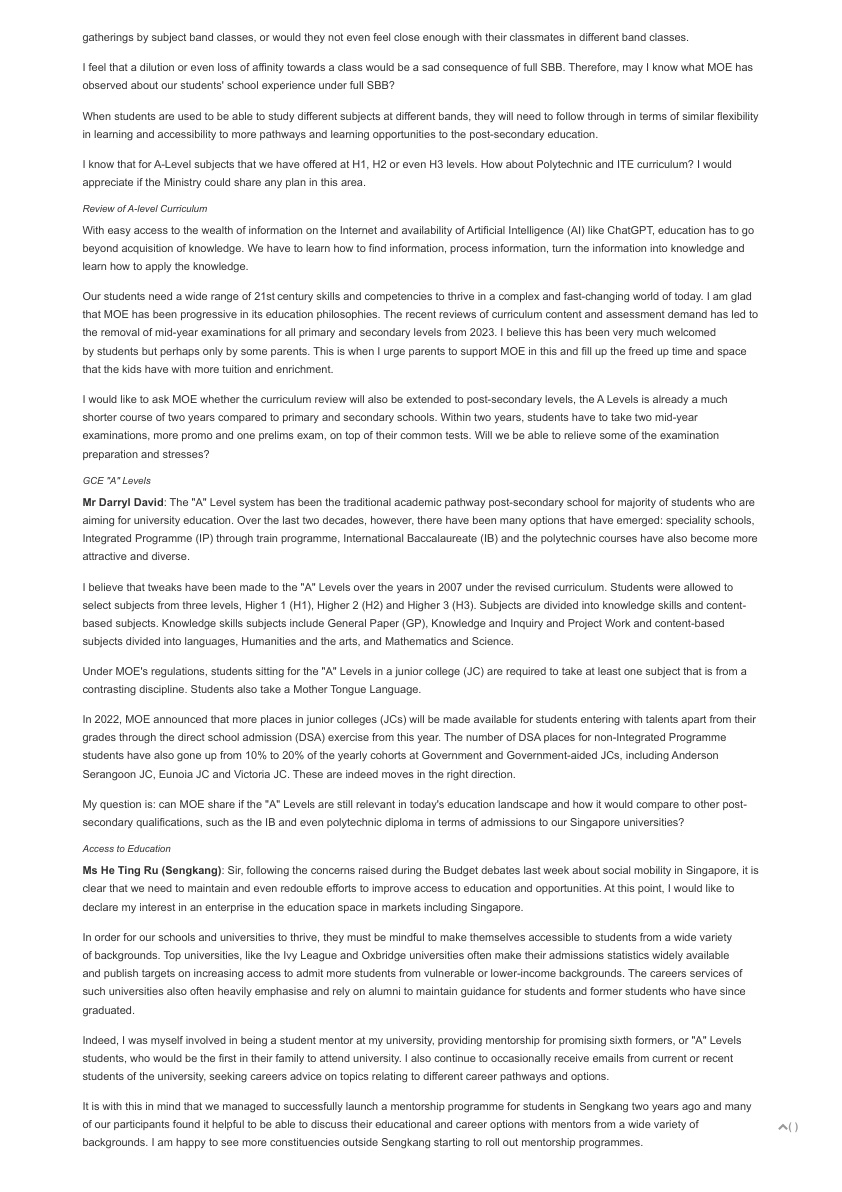 gatherings by subject band classes, or would they not even feel close enough with their classmates in different band classes.
I feel that a dilution or even loss of affinity towards a class would be a sad consequence of full SBB. Therefore, may I know what MOE has
observed about our students' school experience under full SBB?
When students are used to be able to study different subjects at different bands, they will need to follow through in terms of similar flexibility
in learning and accessibility to more pathways and learning opportunities to the post-secondary education.
I know that for A-Level subjects that we have offered at H1, H2 or even H3 levels. How about Polytechnic and ITE curriculum? I would
appreciate if the Ministry could share any plan in this area.
Review of A-level Curriculum
With easy access to the wealth of information on the Internet and availability of Artificial Intelligence (AI) like ChatGPT, education has to go
beyond acquisition of knowledge. We have to learn how to find information, process information, turn the information into knowledge and
learn how to apply the knowledge.
Our students need a wide range of 21st century skills and competencies to thrive in a complex and fast-changing world of today. I am glad
that MOE has been progressive in its education philosophies. The recent reviews of curriculum content and assessment demand has led to
the removal of mid-year examinations for all primary and secondary levels from 2023. I believe this has been very much welcomed
by students but perhaps only by some parents. This is when I urge parents to support MOE in this and fill up the freed up time and space
that the kids have with more tuition and enrichment.
I would like to ask MOE whether the curriculum review will also be extended to post-secondary levels, the A Levels is already a much
shorter course of two years compared to primary and secondary schools. Within two years, students have to take two mid-year
examinations, more promo and one prelims exam, on top of their common tests. Will we be able to relieve some of the examination
preparation and stresses?
GCE "A" Levels
Mr Darryl David: The "A" Level system has been the traditional academic pathway post-secondary school for majority of students who are
aiming for university education. Over the last two decades, however, there have been many options that have emerged: speciality schools,
Integrated Programme (IP) through train programme, International Baccalaureate (IB) and the polytechnic courses have also become more
attractive and diverse.
I believe that tweaks have been made to the "A" Levels over the years in 2007 under the revised curriculum. Students were allowed to
select subjects from three levels, Higher 1 (H1), Higher 2 (H2) and Higher 3 (H3). Subjects are divided into knowledge skills and content-
based subjects. Knowledge skills subjects include General Paper (GP), Knowledge and Inquiry and Project Work and content-based
subjects divided into languages, Humanities and the arts, and Mathematics and Science.
Under MOE's regulations, students sitting for the "A" Levels in a junior college (JC) are required to take at least one subject that is from a
contrasting discipline. Students also take a Mother Tongue Language.
In 2022, MOE announced that more places in junior colleges (JCs) will be made available for students entering with talents apart from their
grades through the direct school admission (DSA) exercise from this year. The number of DSA places for non-Integrated Programme
students have also gone up from 10% to 20% of the yearly cohorts at Government and Government-aided JCs, including Anderson
Serangoon JC, Eunoia JC and Victoria JC. These are indeed moves in the right direction.
My question is: can MOE share if the "A" Levels are still relevant in today's education landscape and how it would compare to other post-
secondary qualifications, such as the IB and even polytechnic diploma in terms of admissions to our Singapore universities?
Access to Education
Ms He Ting Ru (Sengkang): Sir, following the concerns raised during the Budget debates last week about social mobility in Singapore, it is
clear that we need to maintain and even redouble efforts to improve access to education and opportunities. At this point, I would like to
declare my interest in an enterprise in the education space in markets including Singapore.
In order for our schools and universities to thrive, they must be mindful to make themselves accessible to students from a wide variety
of backgrounds. Top universities, like the Ivy League and Oxbridge universities often make their admissions statistics widely available
and publish targets on increasing access to admit more students from vulnerable or lower-income backgrounds. The careers services of
such universities also often heavily emphasise and rely on alumni to maintain guidance for students and former students who have since
graduated.
Indeed, I was myself involved in being a student mentor at my university, providing mentorship for promising sixth formers, or "A" Levels
students, who would be the first in their family to attend university. I also continue to occasionally receive emails from current or recent
students of the university, seeking careers advice on topics relating to different career pathways and options.
It is with this in mind that we managed to successfully launch a mentorship programme for students in Sengkang two years ago and many
of our participants found it helpful to be able to discuss their educational and career options with mentors from a wide variety of
backgrounds. I am happy to see more constituencies outside Sengkang starting to roll out mentorship programmes.
( )